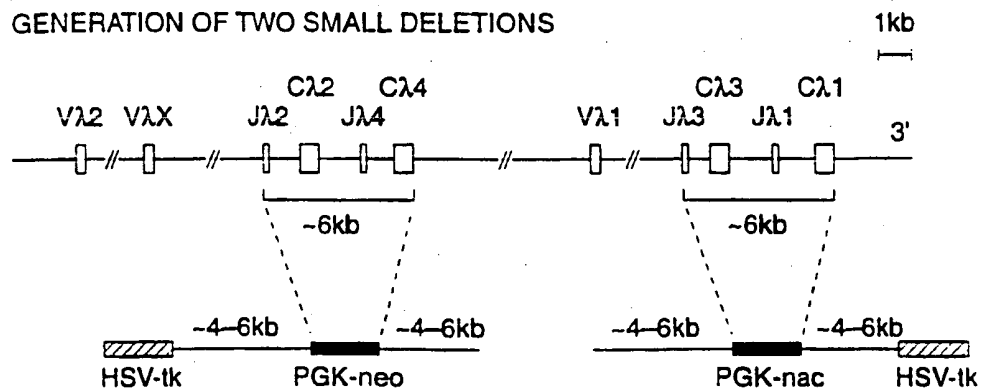 GENERATION OF TWO SMALL DELETIONS
1kb
Cλ2 Cλ4 Cλ3 Cλ1
Vλ2 VλX Jλ2 Jλ4 Vλ1 Jλ3 Jλ1 3'
~6kb ~6kb
~4–6kb ~4–6kb ~4–6kb ~4–6kb
HSV-tk PGK-neo PGK-nac HSV-tk